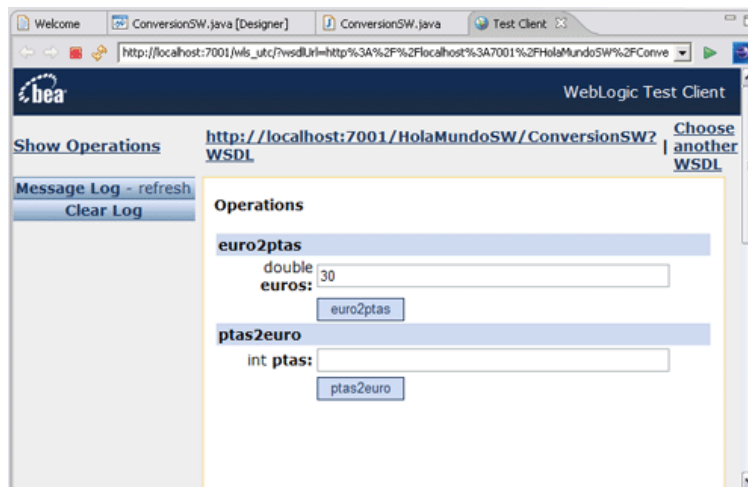 Welcome
ConversionSW.java [Designer]
ConversionSW.java
Test Client
http://localhost:7001/wls_utc/?wsdlUrl=http%3A%2F%2Flocalhost%3A7001%2FHolaMundoSW%2FConve
bea
WebLogic Test Client
Show Operations
http://localhost:7001/HolaMundoSW/ConversionSW?
WSDL
|
Choose
another
WSDL
Message Log - refresh
Clear Log
Operations
euro2ptas
double
euros:
30
euro2ptas
ptas2euro
int ptas:
ptas2euro